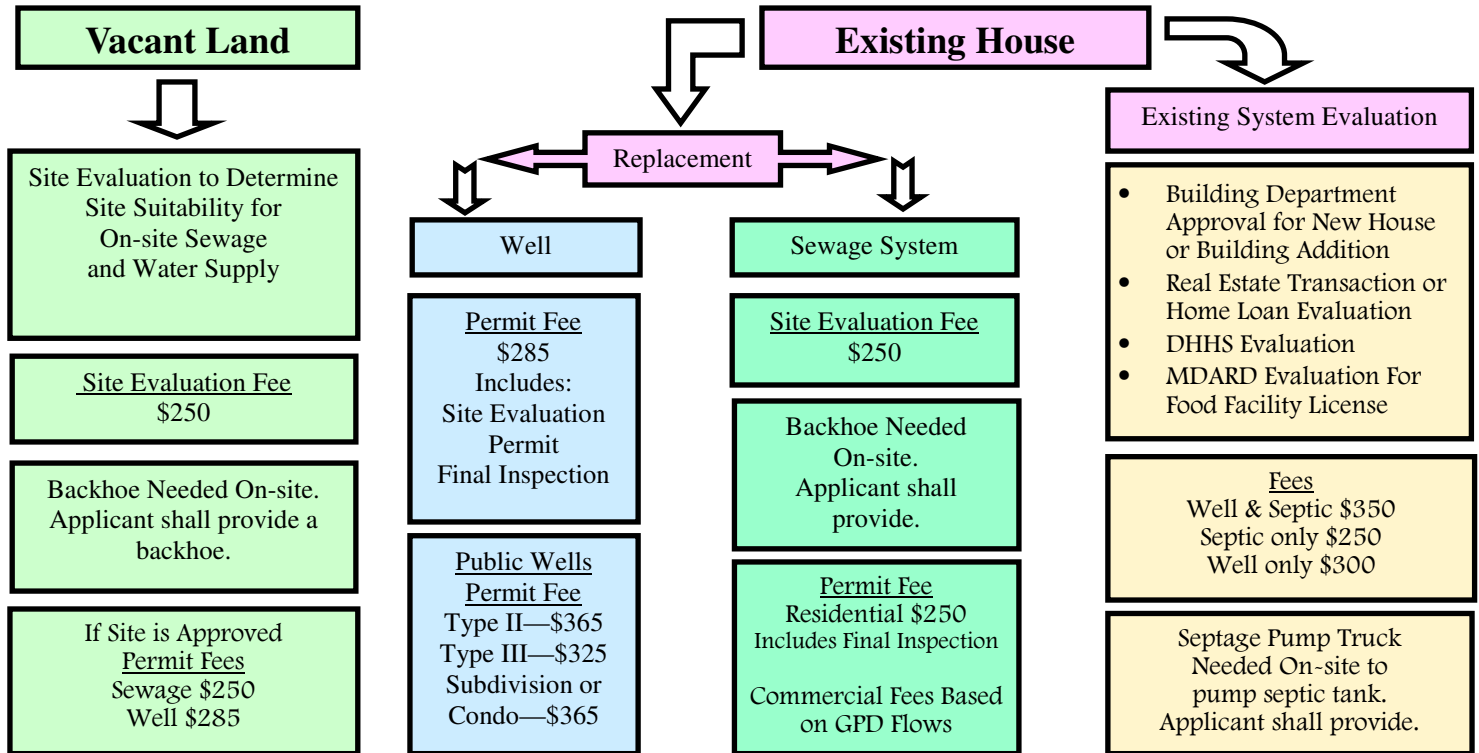 Vacant Land
Site Evaluation to Determine
Site Suitability for
On-site Sewage
and Water Supply
Site Evaluation Fee
$250
Backhoe Needed On-site.
Applicant shall provide a
backhoe.
If Site is Approved
Permit Fees
Sewage $250
Well $285
Existing House
Replacement
Well
Permit Fee
$285
Includes:
Site Evaluation
Permit
Final Inspection
Public Wells
Permit Fee
Type II—$365
Type III—$325
Subdivision or
Condo—$365
Sewage System
Site Evaluation Fee
$250
Backhoe Needed
On-site.
Applicant shall
provide.
Permit Fee
Residential $250
Includes Final Inspection
Commercial Fees Based
on GPD Flows
Existing System Evaluation
• Building Department
Approval for New House
or Building Addition
• Real Estate Transaction or
Home Loan Evaluation
• DHHS Evaluation
• MDARD Evaluation For
Food Facility License
Fees
Well & Septic $350
Septic only $250
Well only $300
Septage Pump Truck
Needed On-site to
pump septic tank.
Applicant shall provide.